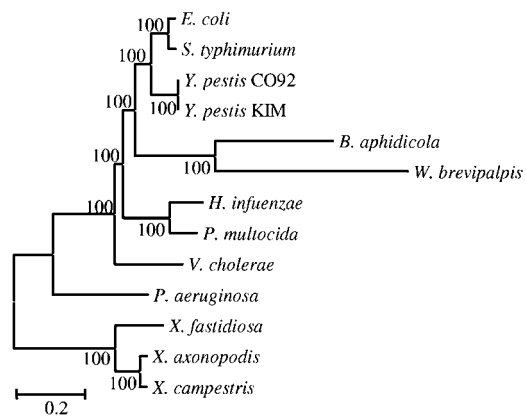 100
E. coli
S. typhimurium
100
Y. pestis CO92
100
100
Y. pestis KIM
B. aphidicola
100
100
W. brevipalpis
100
H. infuenzae
100
P. multocida
V. cholerae
P. aeruginosa
X. fastidiosa
100
X. axonopodis
100
X. campestris
0.2